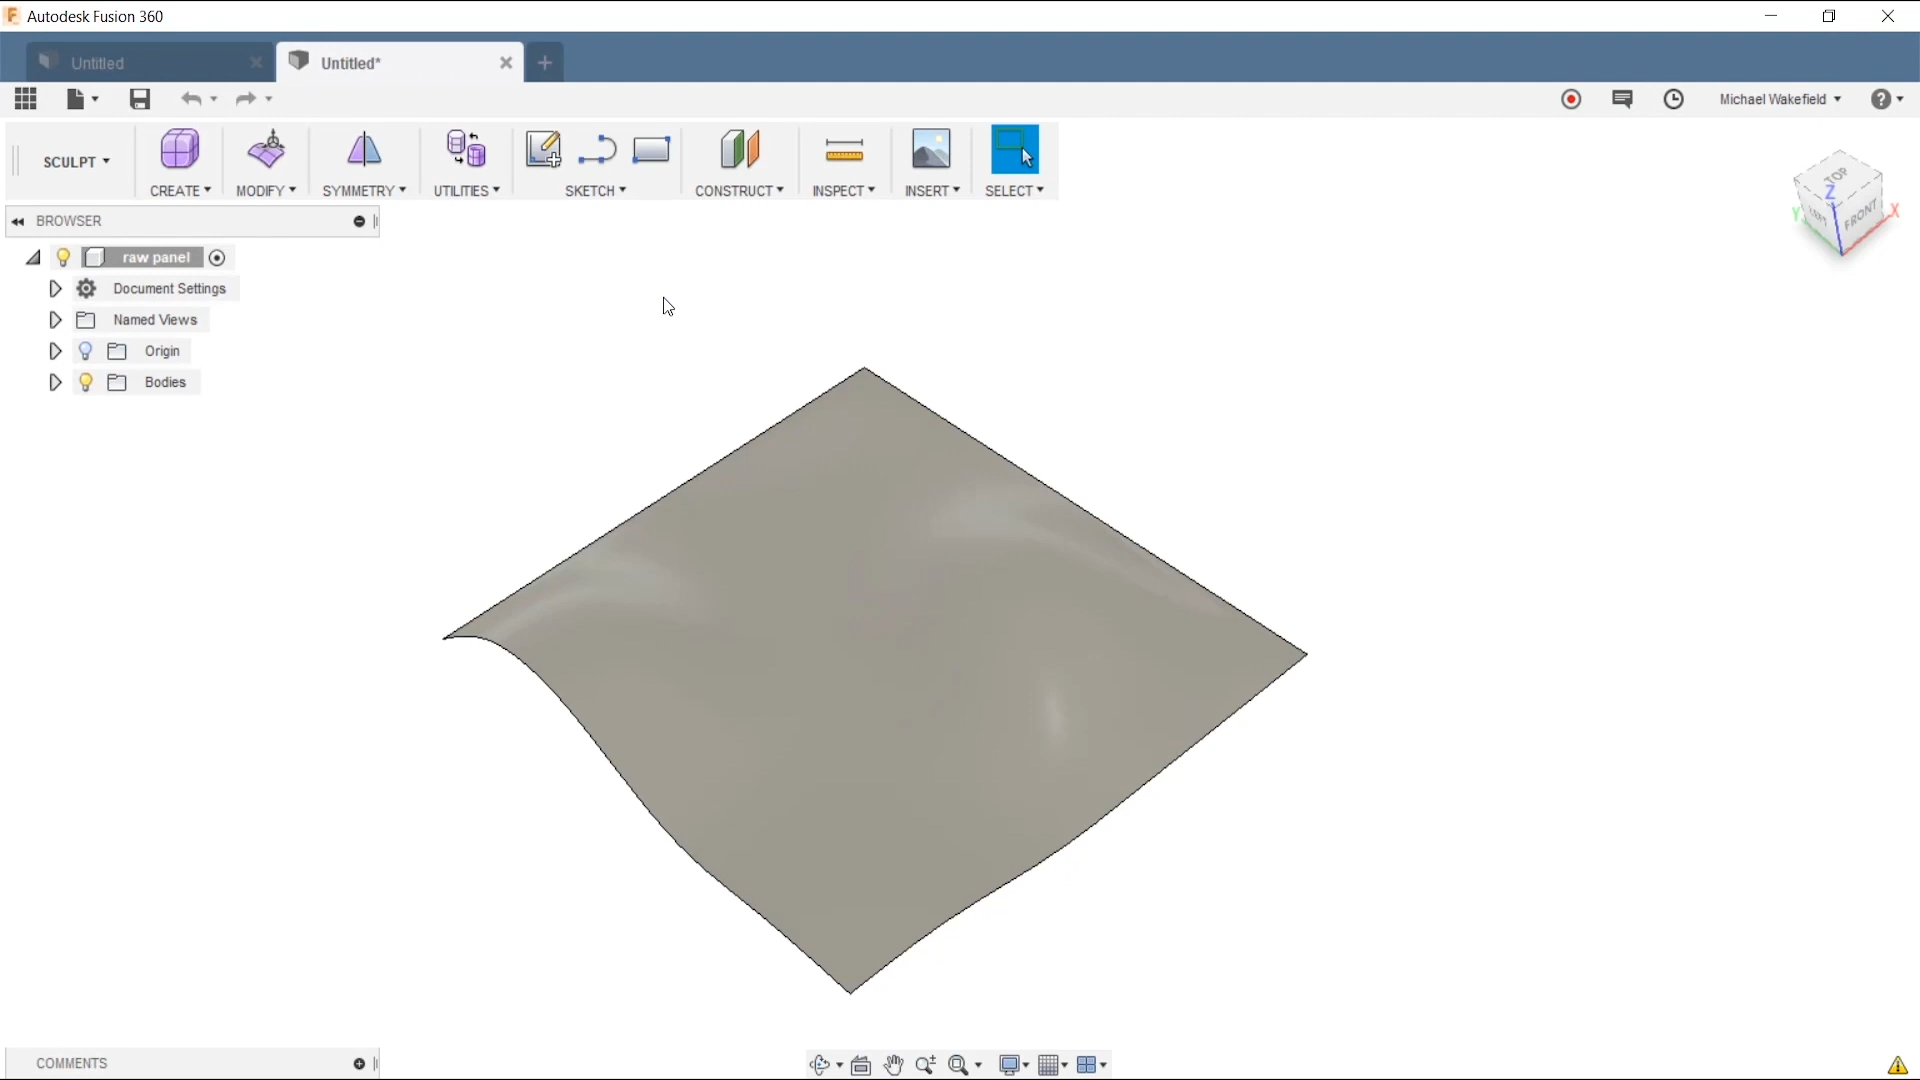 Autodesk Fusion 360
Untitled
Untitled*
Michael Wakefield
SCULPT
CREATE
MODIFY
SYMMETRY
UTILITIES
SKETCH
CONSTRUCT
INSPECT
INSERT
SELECT
TOP
Z
X
Y
LEFT
FRONT
BROWSER
raw panel
Document Settings
Named Views
Origin
Bodies
COMMENTS